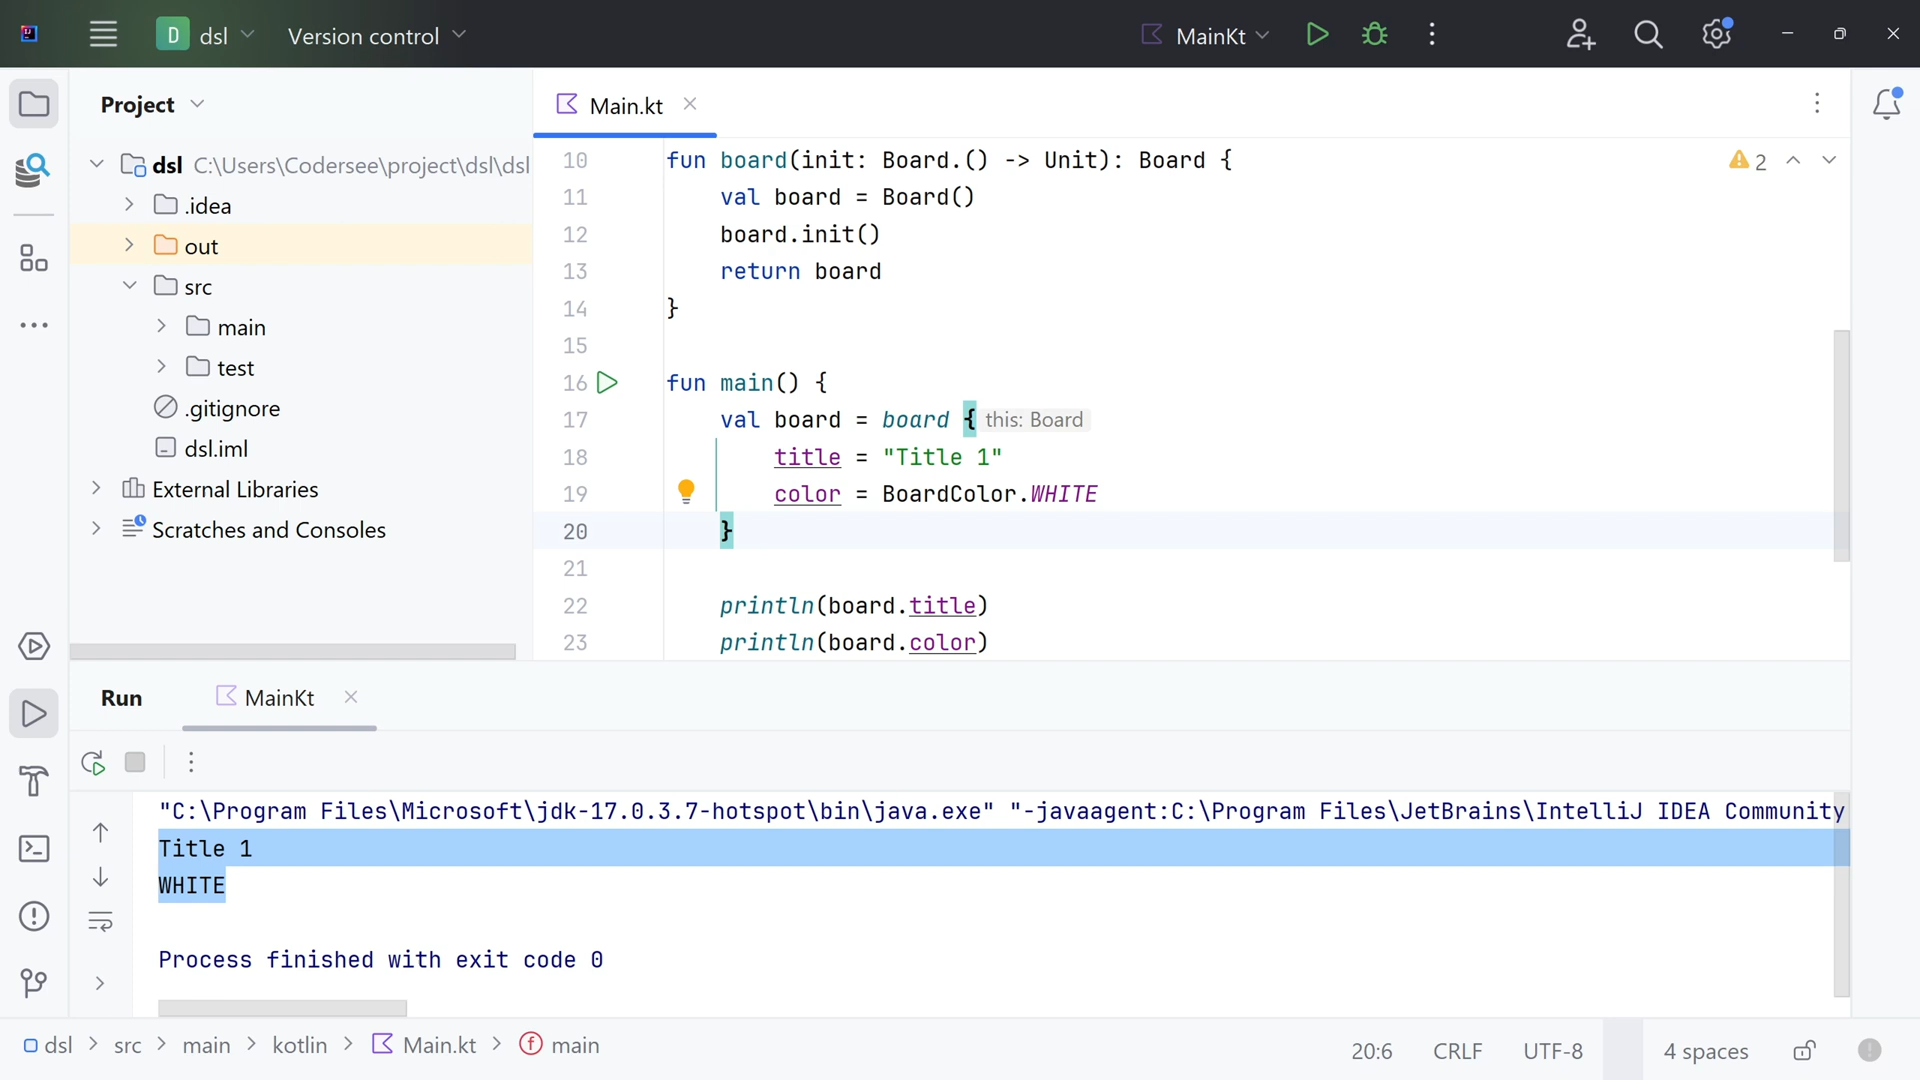 D dsl Version control MainKt
Project
Main.kt
dsl C:\Users\Codersee\project\dsl\dsl
.idea
out
src
main
test
.gitignore
dsl.iml
External Libraries
Scratches and Consoles
10 fun board(init: Board.() -> Unit): Board {
2
11 val board = Board()
12 board.init()
13 return board
14 }
15
16 fun main() {
17 val board = board { this: Board
18 title = "Title 1"
19 color = BoardColor.WHITE
20 }
21
22 println(board.title)
23 println(board.color)
Run MainKt
"C:\Program Files\Microsoft\jdk-17.0.3.7-hotspot\bin\java.exe" "-javaagent:C:\Program Files\JetBrains\IntelliJ IDEA Community
Title 1
WHITE
Process finished with exit code 0
dsl > src > main > kotlin > Main.kt > main
20:6 CRLF UTF-8 4 spaces